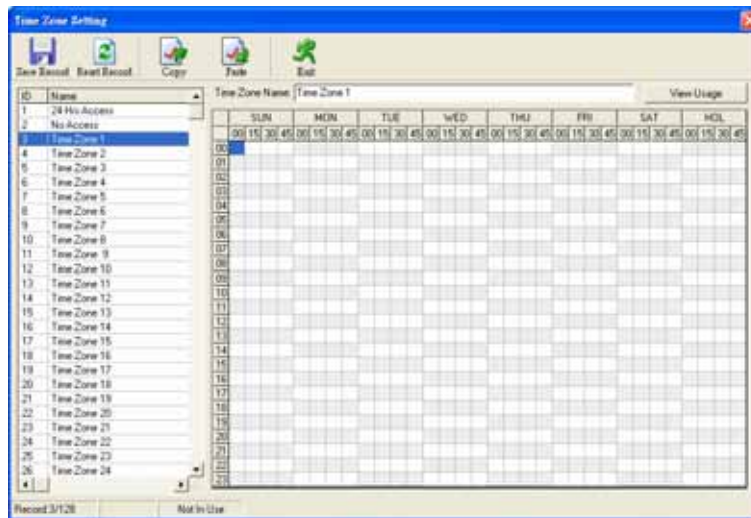 Time Zone Setting
Save Record Reset Record Copy Paste Exit
ID Name
1 24 Hrs Access
2 No Access
3 Time Zone 1
4 Time Zone 2
5 Time Zone 3
6 Time Zone 4
7 Time Zone 5
8 Time Zone 6
9 Time Zone 7
10 Time Zone 8
11 Time Zone 9
12 Time Zone 10
13 Time Zone 11
14 Time Zone 12
15 Time Zone 13
16 Time Zone 14
17 Time Zone 15
18 Time Zone 16
19 Time Zone 17
20 Time Zone 18
21 Time Zone 19
22 Time Zone 20
23 Time Zone 21
24 Time Zone 22
25 Time Zone 23
26 Time Zone 24
Time Zone Name: Time Zone 1 View Usage
SUN MON TUE WED THU FRI SAT HOL
00 15 30 45 00 15 30 45 00 15 30 45 00 15 30 45 00 15 30 45 00 15 30 45 00 15 30 45 00 15 30 45
00
01
02
03
04
05
06
07
08
09
10
11
12
13
14
15
16
17
18
19
20
21
22
23
Record 3/128 Not In Use